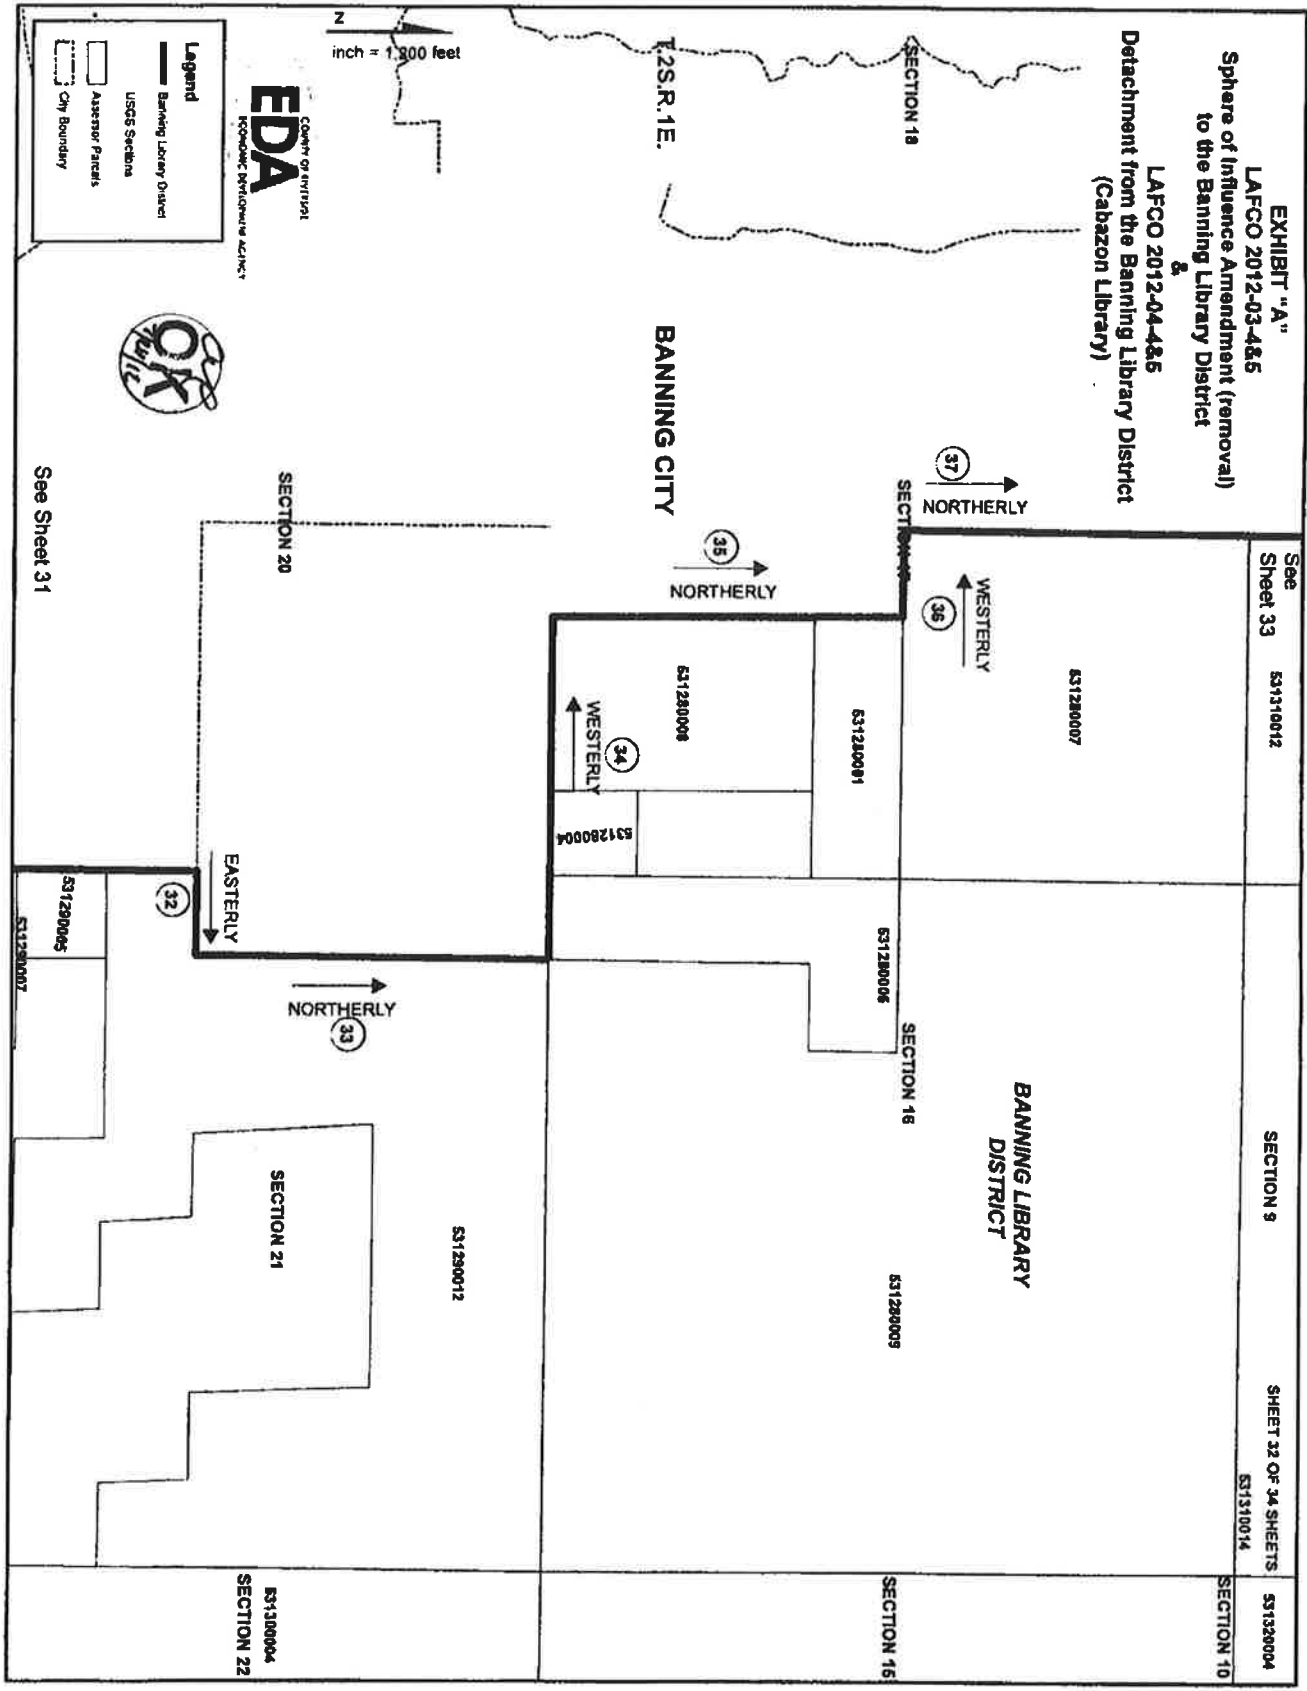 EXHIBIT "A"
LAFCO 2012-03-4&5
Sphere of Influence Amendment (removal)
to the Banning Library District
&
LAFCO 2012-04-4&5
Detachment from the Banning Library District
(Cabazon Library)
See
Sheet 33
531310012
SECTION 9
SHEET 32 OF 34 SHEETS
531310014
531320004
SECTION 10
SECTION 18
37
NORTHERLY
WESTERLY
36
531280007
BANNING LIBRARY
DISTRICT
SECTION 16
531280006
531280009
SECTION 15
T.2S.R.1E.
BANNING CITY
35
NORTHERLY
531280001
531280008
34
WESTERLY
531280004
N
inch = 1,200 feet
COUNTY OF RIVERSIDE
EDA
ECONOMIC DEVELOPMENT AGENCY
SECTION 20
EASTERLY
32
NORTHERLY
33
531290012
SECTION 21
531290005
531290007
531300004
SECTION 22
OK
Legend
Banning Library District
USGS Sections
Assessor Parcels
City Boundary
See Sheet 31